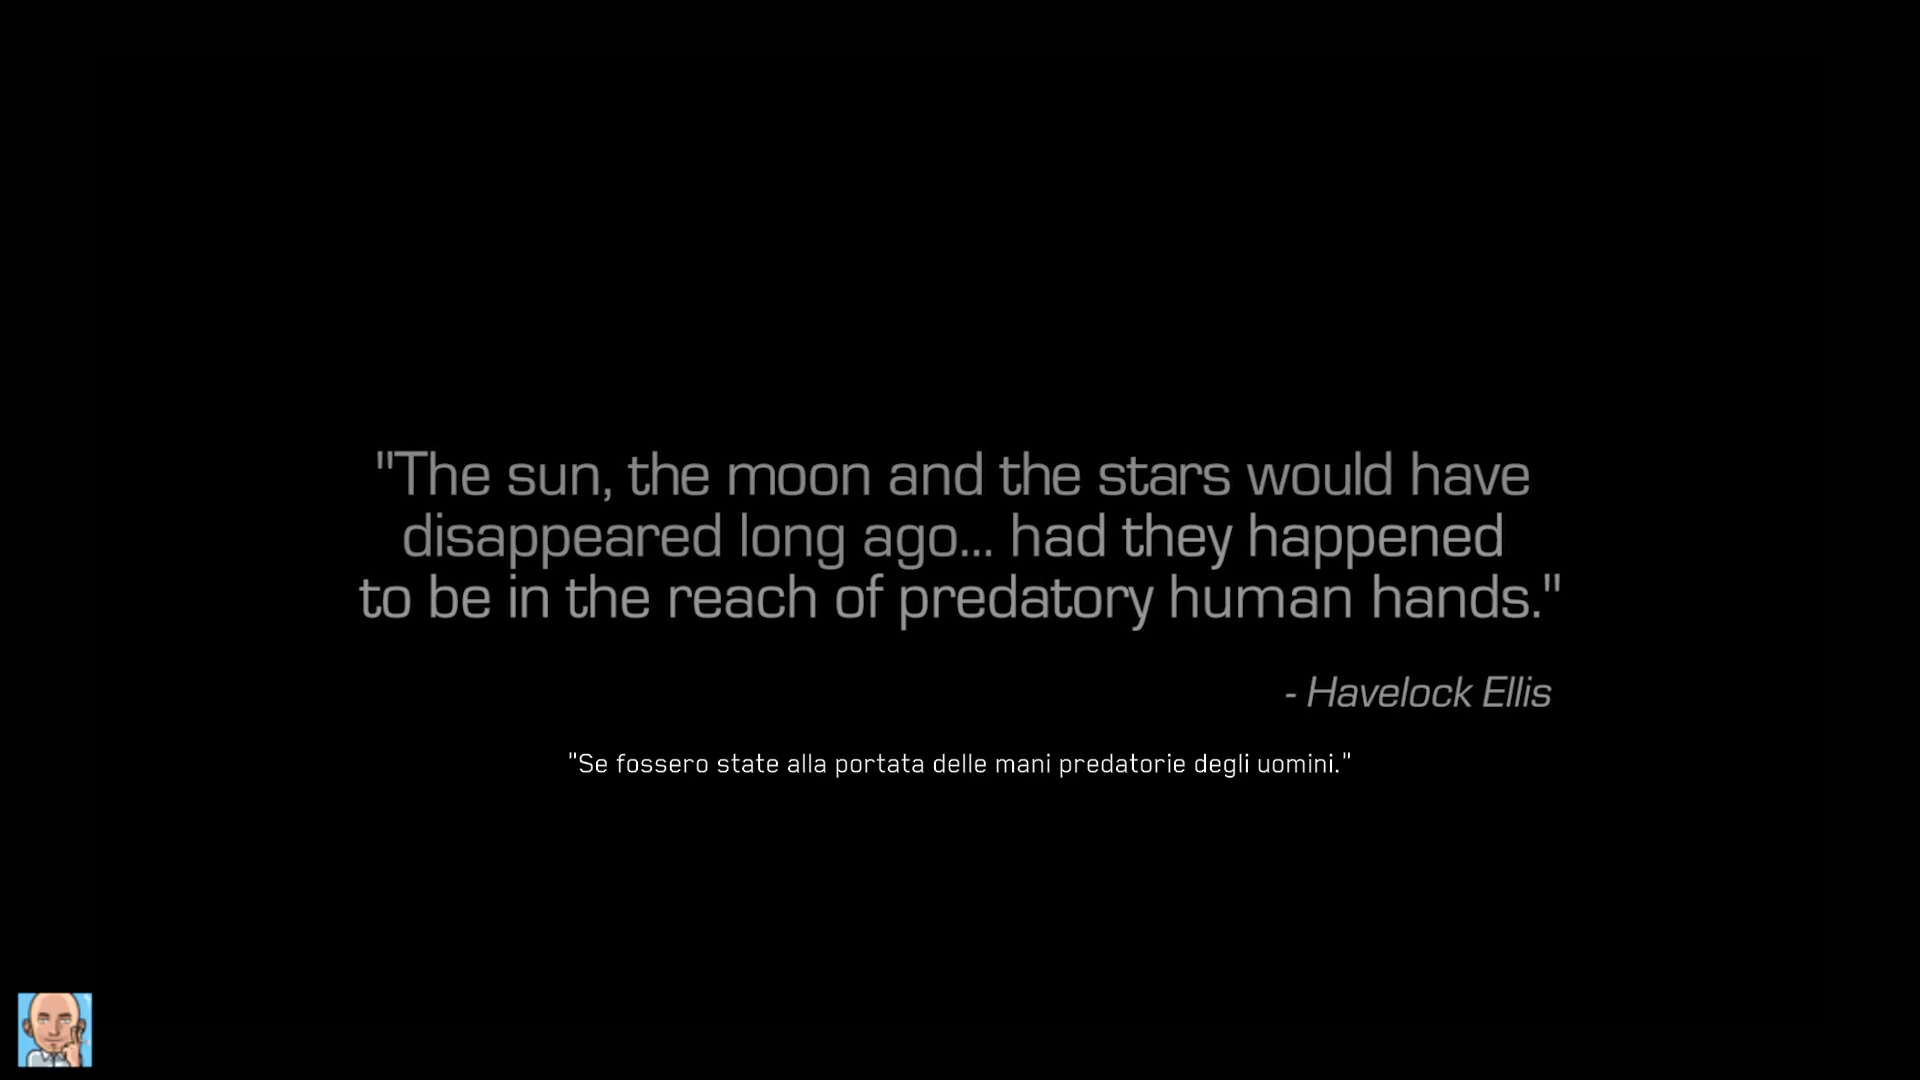 "The sun, the moon and the stars would have
disappeared long ago... had they happened
to be in the reach of predatory human hands."
- Havelock Ellis
"Se fossero state alla portata delle mani predatorie degli uomini."